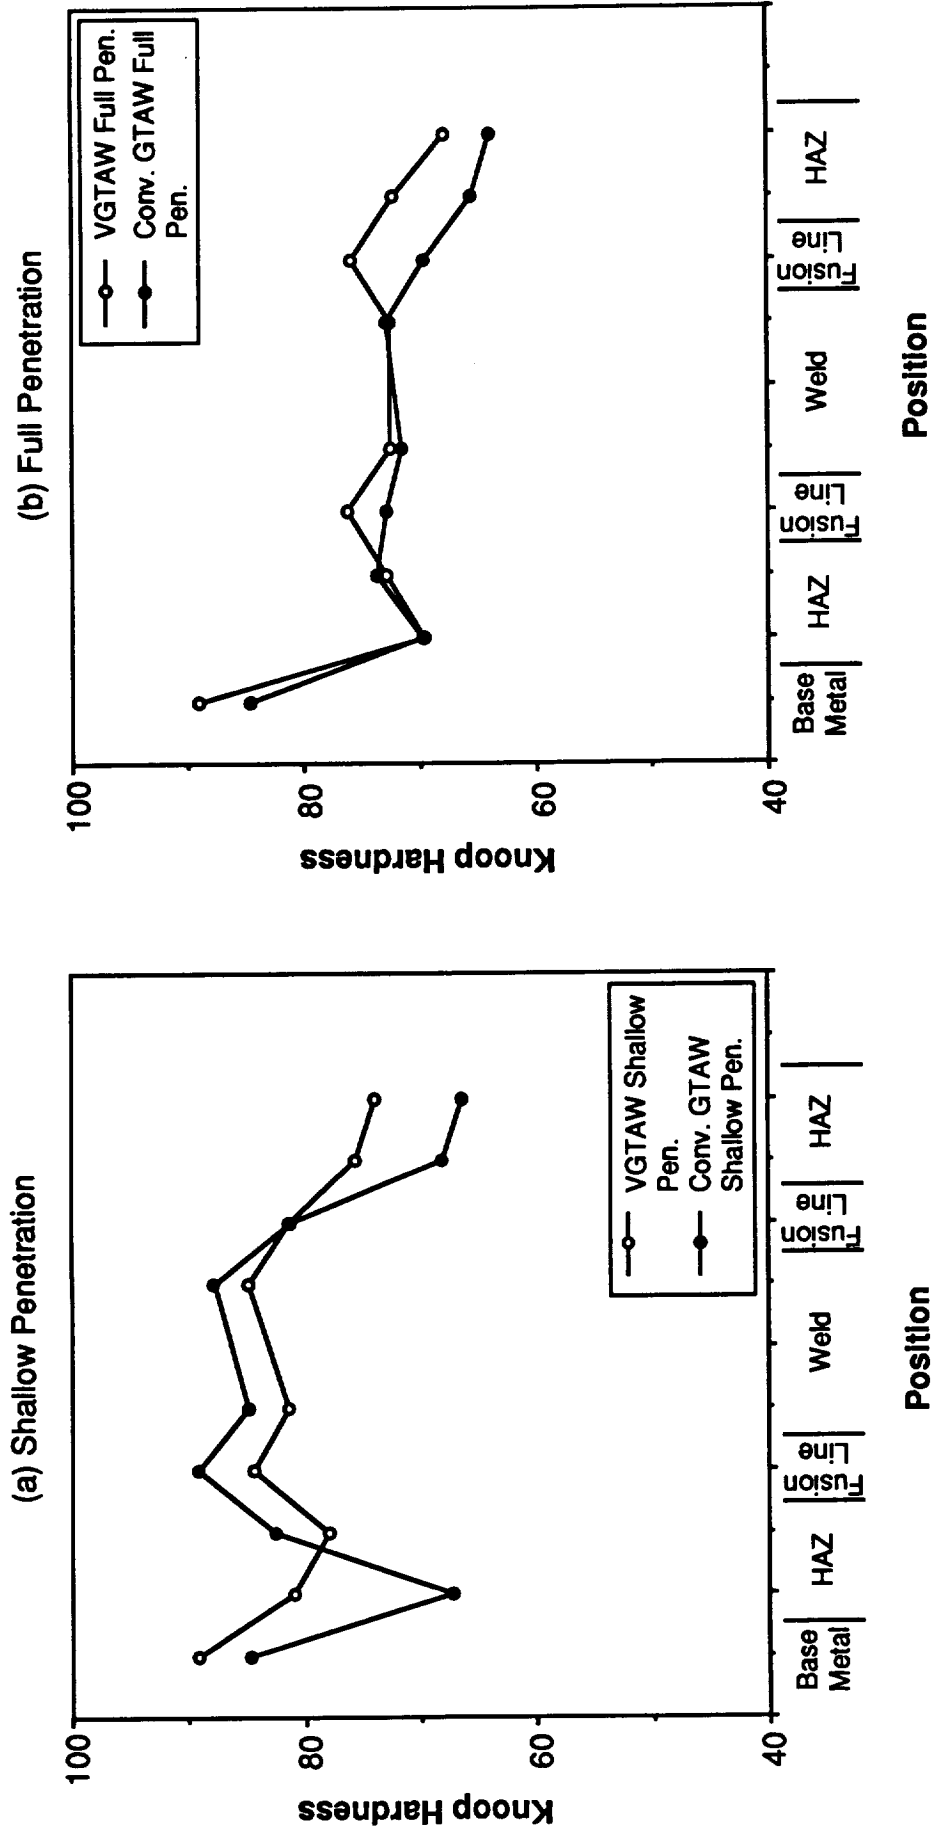 (a) Shallow Penetration
100
80
60
40
Knoop Hardness
VGTAW Shallow
Pen.
Conv. GTAW
Shallow Pen.
Base
Metal
HAZ
Fusion
Line
Weld
Fusion
Line
HAZ
Position
(b) Full Penetration
100
80
60
40
Knoop Hardness
VGTAW Full Pen.
Conv. GTAW Full
Pen.
Base
Metal
HAZ
Fusion
Line
Weld
Fusion
Line
HAZ
Position